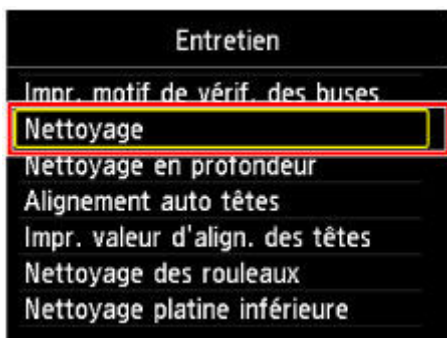 Entretien
Impr. motif de vérif. des buses
Nettoyage
Nettoyage en profondeur
Alignement auto têtes
Impr. valeur d'align. des têtes
Nettoyage des rouleaux
Nettoyage platine inférieure